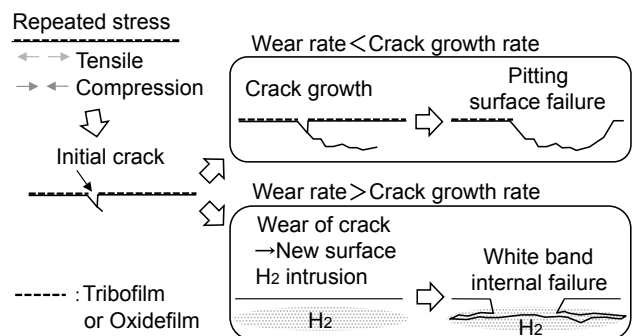 Repeated stress
Tensile
Compression
Initial crack
Wear rate＜Crack growth rate
Crack growth
Pitting
surface failure
Wear rate＞Crack growth rate
Wear of crack
→New surface
H2 intrusion
H2
White band
internal failure
H2
: Tribofilm
or Oxidefilm